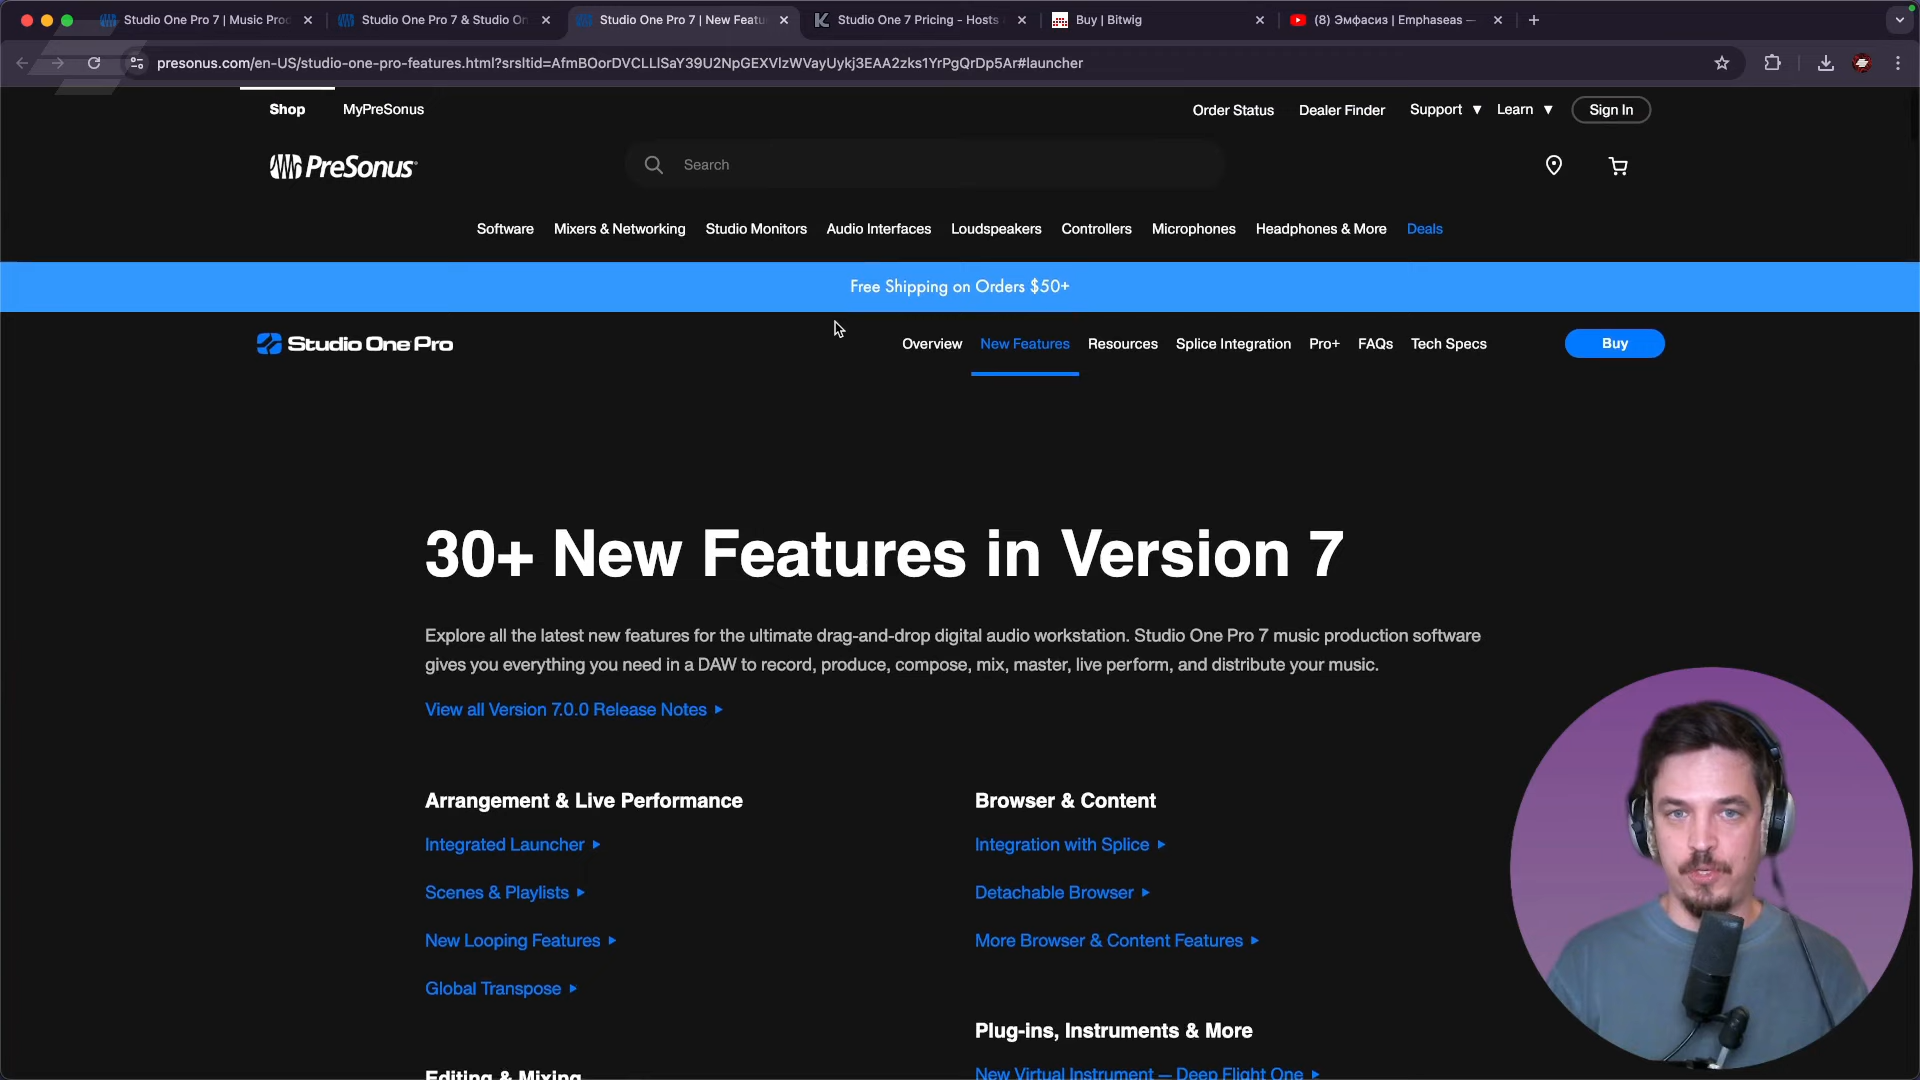 Studio One Pro 7 | Music Proc
Studio One Pro 7 & Studio On
Studio One Pro 7 | New Featu
Studio One 7 Pricing - Hosts
Buy | Bitwig
(8) Эмфасиз | Emphaseas —
presonus.com/en-US/studio-one-pro-features.html?srsltid=AfmBOorDVCLLlSaY39U2NpGEXVlzWVayUykj3EAA2zks1YrPgQrDp5Ar#launcher
Shop
MyPreSonus
Order Status
Dealer Finder
Support
Learn
Sign In
PreSonus
Search
Software
Mixers & Networking
Studio Monitors
Audio Interfaces
Loudspeakers
Controllers
Microphones
Headphones & More
Deals
Free Shipping on Orders $50+
Studio One Pro
Overview
New Features
Resources
Splice Integration
Pro+
FAQs
Tech Specs
Buy
30+ New Features in Version 7
Explore all the latest new features for the ultimate drag-and-drop digital audio workstation. Studio One Pro 7 music production software
gives you everything you need in a DAW to record, produce, compose, mix, master, live perform, and distribute your music.
View all Version 7.0.0 Release Notes
Arrangement & Live Performance
Integrated Launcher
Scenes & Playlists
New Looping Features
Global Transpose
Editing & Mixing
Browser & Content
Integration with Splice
Detachable Browser
More Browser & Content Features
Plug-ins, Instruments & More
New Virtual Instrument — Deep Flight One